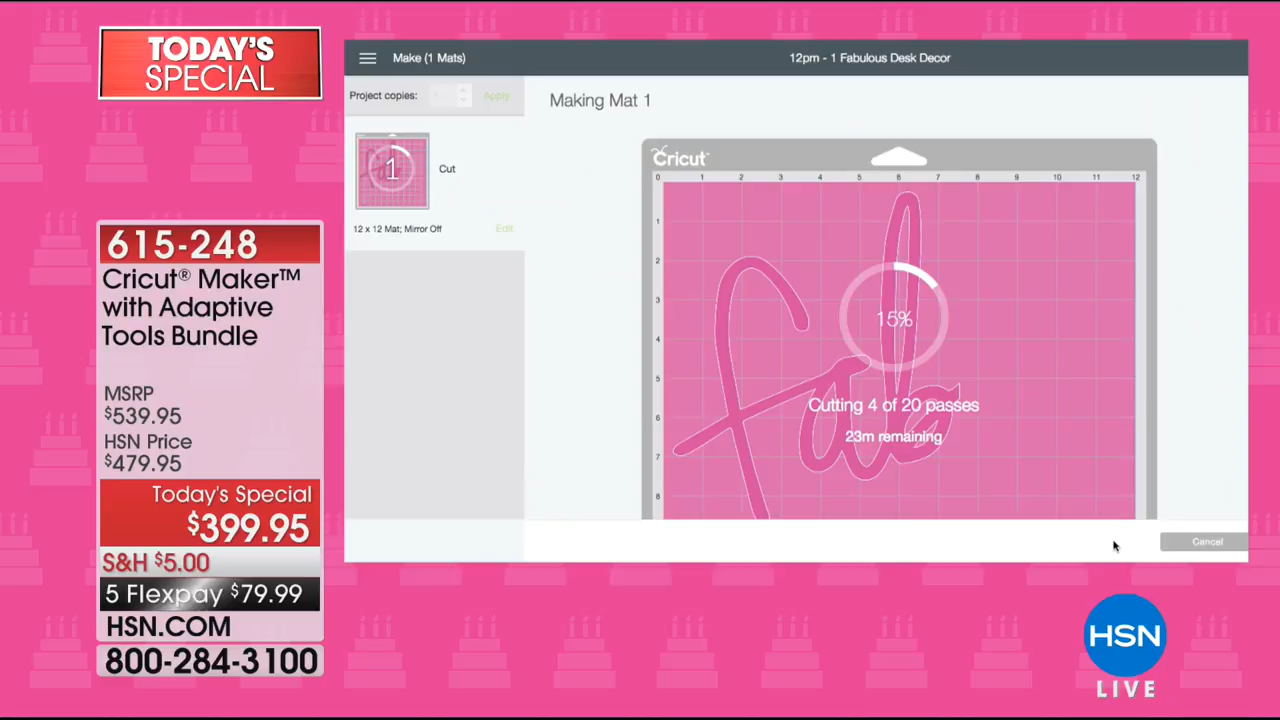 TODAY'S
SPECIAL
615-248
Cricut® Maker™
with Adaptive
Tools Bundle
MSRP
$539.95
HSN Price
$479.95
Today's Special
$399.95
S&H $5.00
5 Flexpay $79.99
HSN.COM
800-284-3100
Make (1 Mats)
12pm - 1 Fabulous Desk Decor
Project copies:
Apply
Making Mat 1
fab
1
Cut
12 x 12 Mat; Mirror Off
Edit
Cricut™
0 1 2 3 4 5 6 7 8 9 10 11 12
1
2
3
4
5
6
7
8
fab
15%
Cutting 4 of 20 passes
23m remaining
Cancel
HSN
LIVE